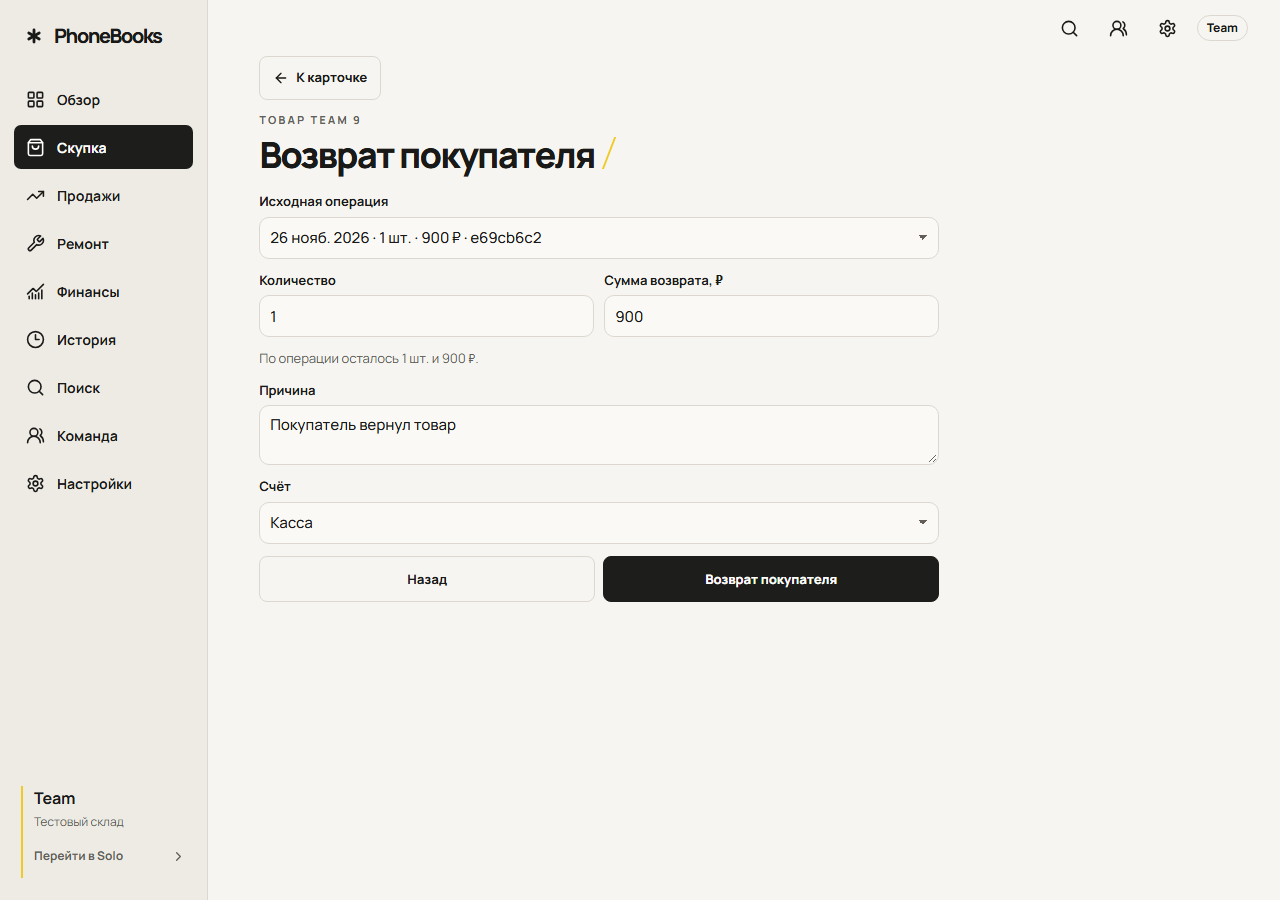 PhoneBooks
Team
Обзор
Скупка
Продажи
Ремонт
Финансы
История
Поиск
Команда
Настройки
Team
Тестовый склад
Перейти в Solo
К карточке
ТОВАР TEAM 9
Возврат покупателя /
Исходная операция
26 нояб. 2026 · 1 шт. · 900 ₽ · e69cb6c2
Количество
Сумма возврата, ₽
1
900
По операции осталось 1 шт. и 900 ₽.
Причина
Покупатель вернул товар
Счёт
Касса
Назад
Возврат покупателя